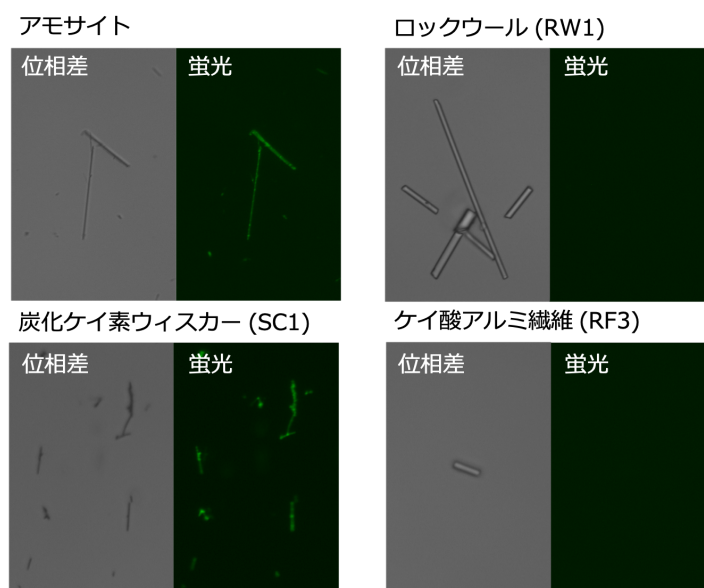 アモサイト
位相差
蛍光
ロックウール (RW1)
位相差
蛍光
炭化ケイ素ウィスカー (SC1)
位相差
蛍光
ケイ酸アルミ繊維 (RF3)
位相差
蛍光